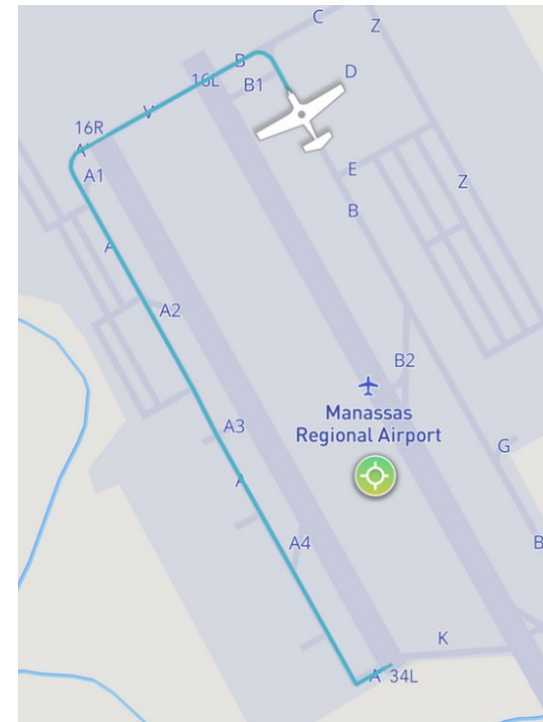 C
Z
B
D
16L
B1
V
16R
A
A1
E
Z
B
A
A2
B2
Manassas
Regional Airport
A3
G
A
A4
B
K
A 34L